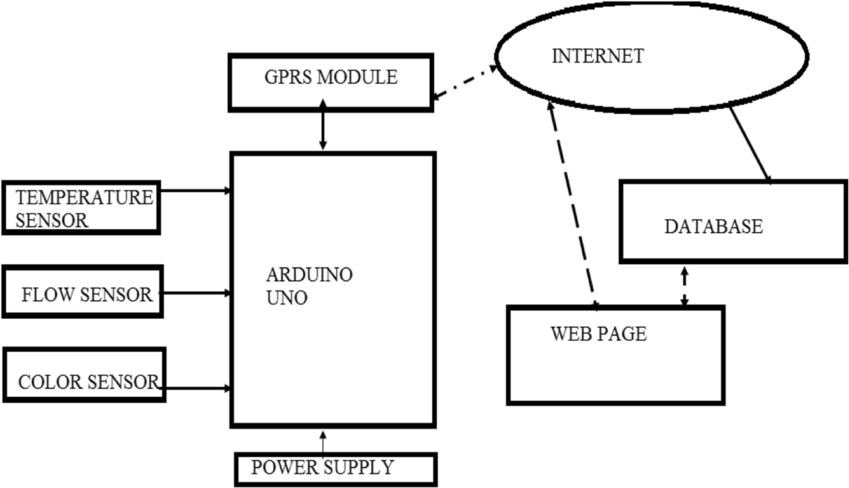 INTERNET
GPRS MODULE
TEMPERATURE
SENSOR
DATABASE
ARDUINO
UNO
FLOW SENSOR
WEB PAGE
COLOR SENSOR
POWER SUPPLY